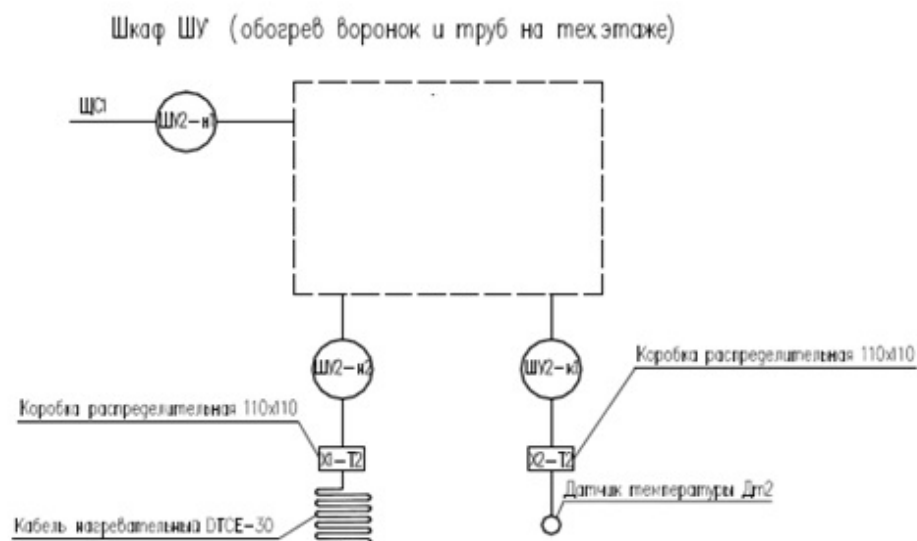 Шкаф ШУ (обогрев воронок и труб на тех.этаже)
ЩС1
ШУ2-н1
ШУ2-н2
ШУ2-к1
Коробка распределительная 110х110
Коробка распределительная 110х110
Х1-Т2
Х2-Т2
Датчик температуры Дт2
Кабель нагревательный DTCE-30